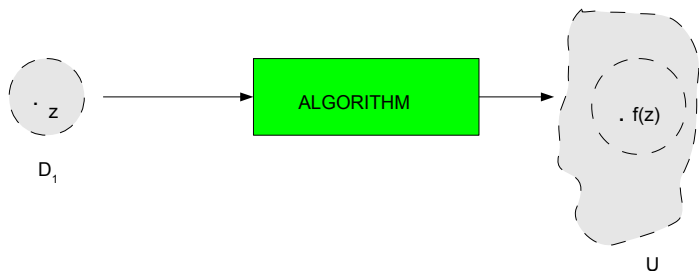 . z
ALGORITHM
. f(z)
D₁
U